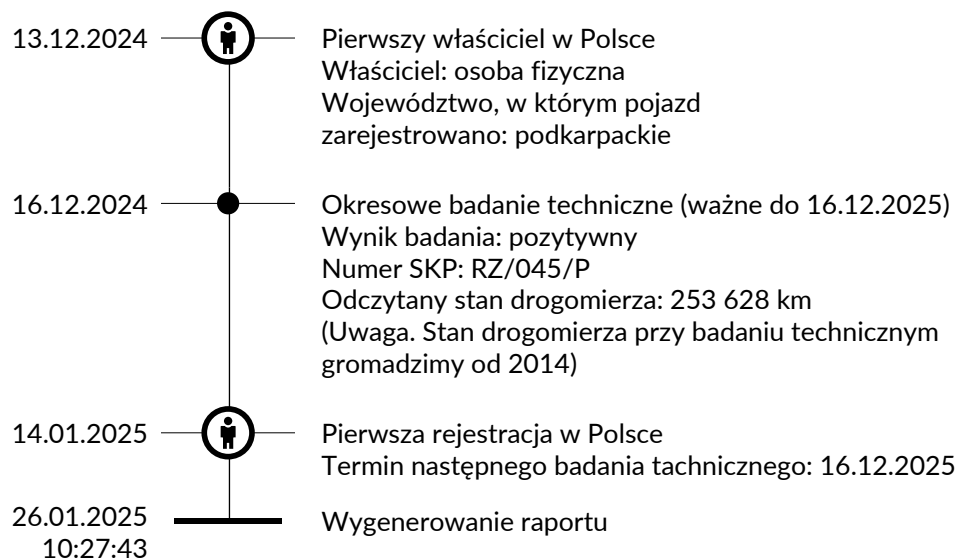 13.12.2024
Pierwszy właściciel w Polsce
Właściciel: osoba fizyczna
Województwo, w którym pojazd
zarejestrowano: podkarpackie
16.12.2024
Okresowe badanie techniczne (ważne do 16.12.2025)
Wynik badania: pozytywny
Numer SKP: RZ/045/P
Odczytany stan drogomierza: 253 628 km
(Uwaga. Stan drogomierza przy badaniu technicznym
gromadzimy od 2014)
14.01.2025
Pierwsza rejestracja w Polsce
Termin następnego badania tachnicznego: 16.12.2025
26.01.2025
10:27:43
Wygenerowanie raportu